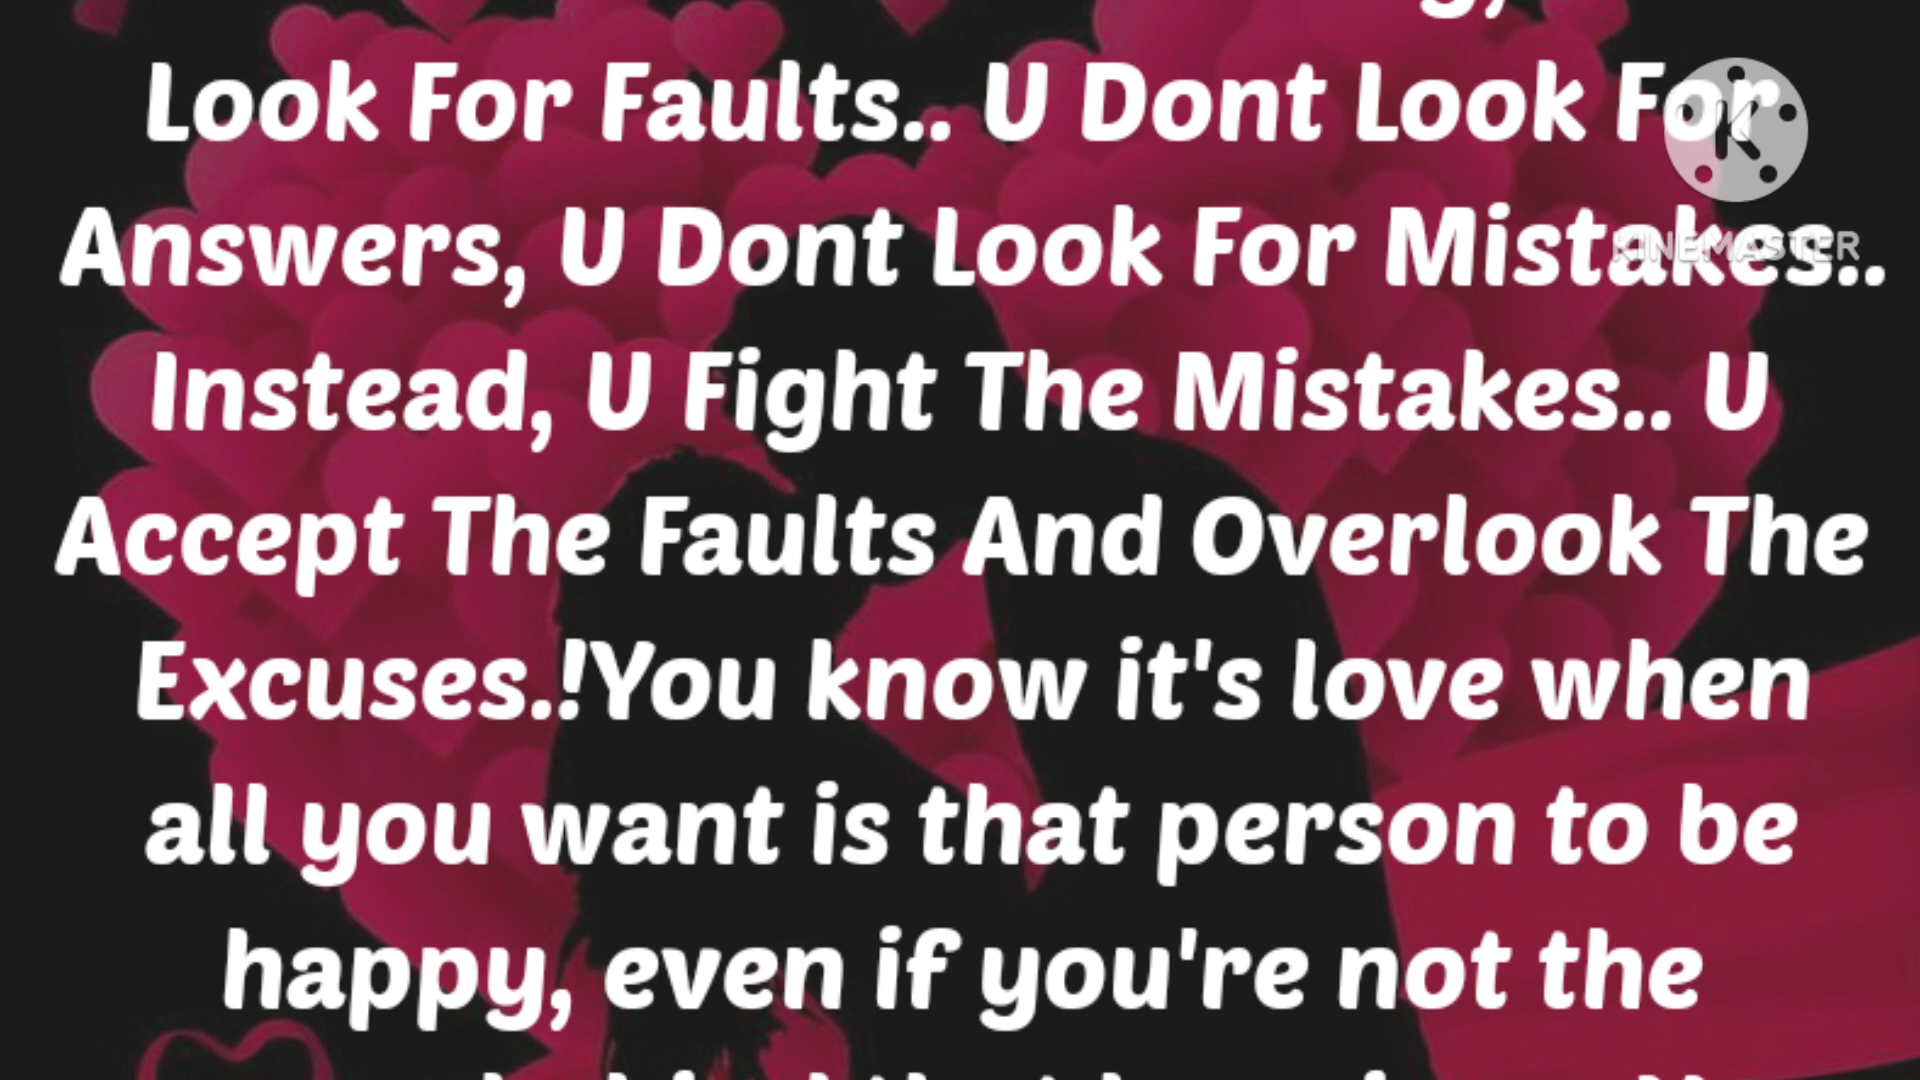 Look For Faults.. U Dont Look For
Answers, U Dont Look For Mistakes..
Instead, U Fight The Mistakes.. U
Accept The Faults And Overlook The
Excuses.!You know it's love when
all you want is that person to be
happy, even if you're not the
K
KINEMASTER